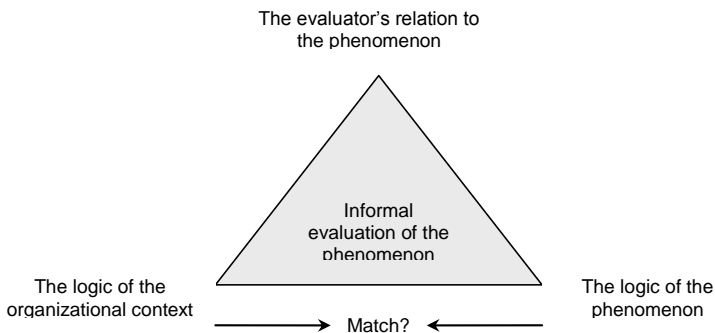 The evaluator's relation to
the phenomenon
Informal
evaluation of the
phenomenon
The logic of the
organizational context
The logic of the
phenomenon
Match?